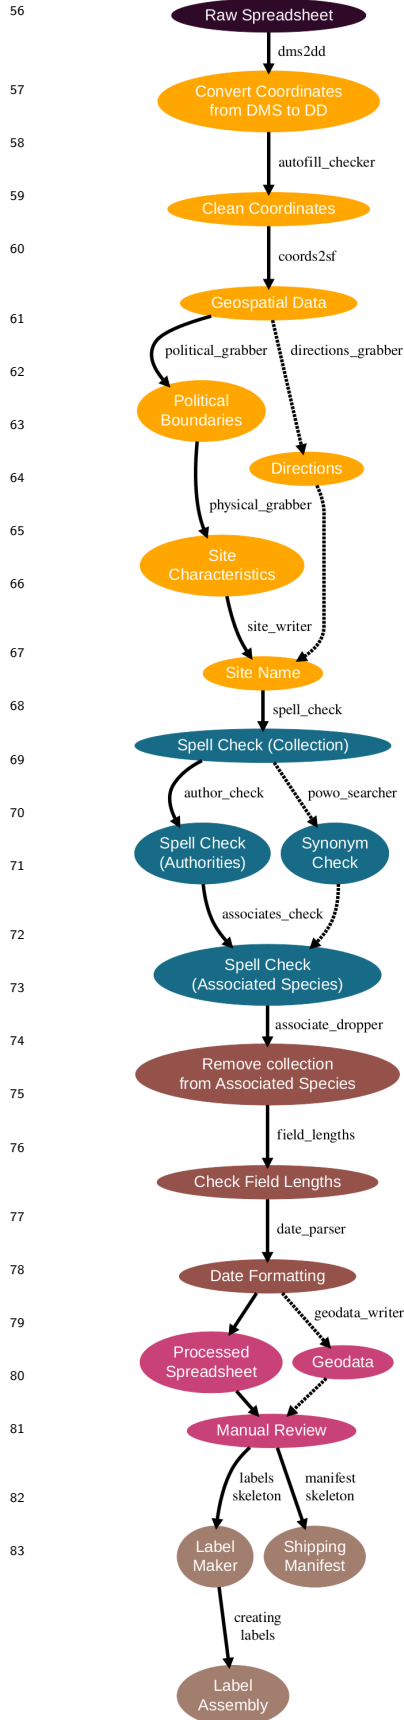 56
Raw Spreadsheet
dms2dd
57
Convert Coordinates
from DMS to DD
58
autofill_checker
59
Clean Coordinates
60
coords2sf
Geospatial Data
61
political_grabber
directions_grabber
62
Political
Boundaries
63
Directions
64
physical_grabber
65
Site
Characteristics
66
site_writer
67
Site Name
68
spell_check
Spell Check (Collection)
69
author_check
powo_searcher
70
Spell Check
(Authorities)
Synonym
Check
71
associates_check
72
Spell Check
(Associated Species)
73
associate_dropper
74
Remove collection
from Associated Species
75
field_lengths
76
Check Field Lengths
77
date_parser
78
Date Formatting
geodata_writer
79
Processed
Spreadsheet
Geodata
80
Manual Review
81
labels
skeleton
manifest
skeleton
82
Label
Maker
Shipping
Manifest
83
creating
labels
Label
Assembly